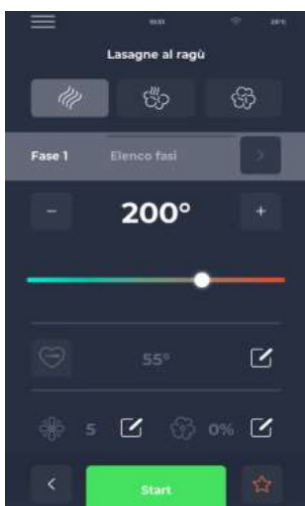 Lasagne al ragù
Fase 1 Elenco fasi >
- 200° +
55°
5 0%
< Start